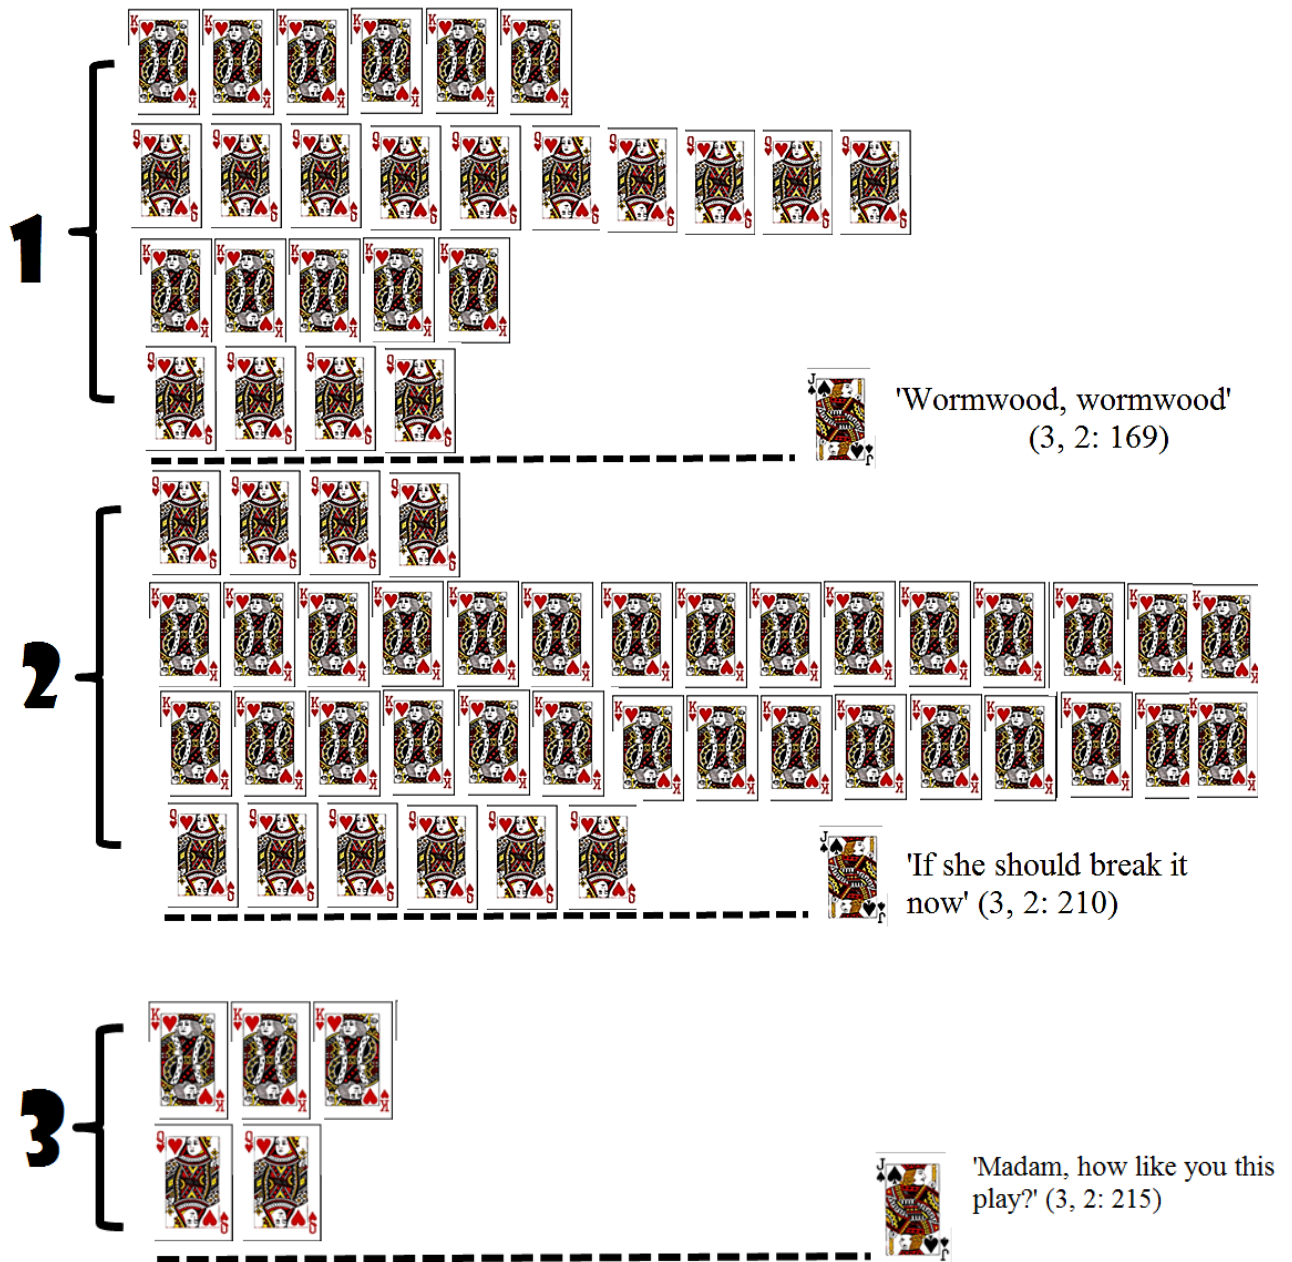 1
'Wormwood, wormwood'
(3, 2: 169)
2
'If she should break it
now' (3, 2: 210)
3
'Madam, how like you this
play?' (3, 2: 215)